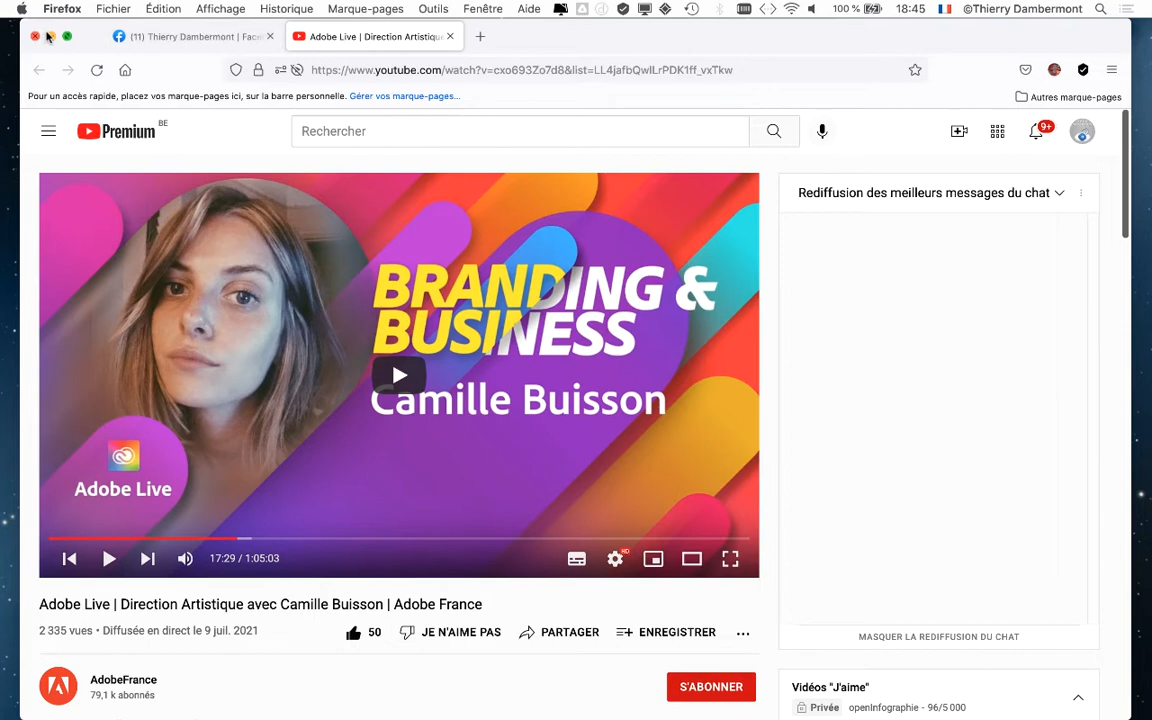 Firefox Fichier Édition Affichage Historique Marque-pages Outils Fenêtre Aide 100 % 18:45 ©Thierry Dambermont
(11) Thierry Dambermont | Fac
Adobe Live | Direction Artistique
https://www.youtube.com/watch?v=cxo693Zo7d8&list=LL4jafbQwILrPDK1ff_vxTkw
Pour un accès rapide, placez vos marque-pages ici, sur la barre personnelle. Gérer vos marque-pages...
Autres marque-pages
Premium BE
Rechercher
9+
BRANDING &
BUSINESS
Camille Buisson
Adobe Live
17:29 / 1:05:03
HD
Rediffusion des meilleurs messages du chat
MASQUER LA REDIFFUSION DU CHAT
Adobe Live | Direction Artistique avec Camille Buisson | Adobe France
2 335 vues • Diffusée en direct le 9 juil. 2021
50 JE N'AIME PAS PARTAGER ENREGISTRER
AdobeFrance
79,1 k abonnés
S'ABONNER
Vidéos "J'aime"
Privée openInfographie - 96/5 000